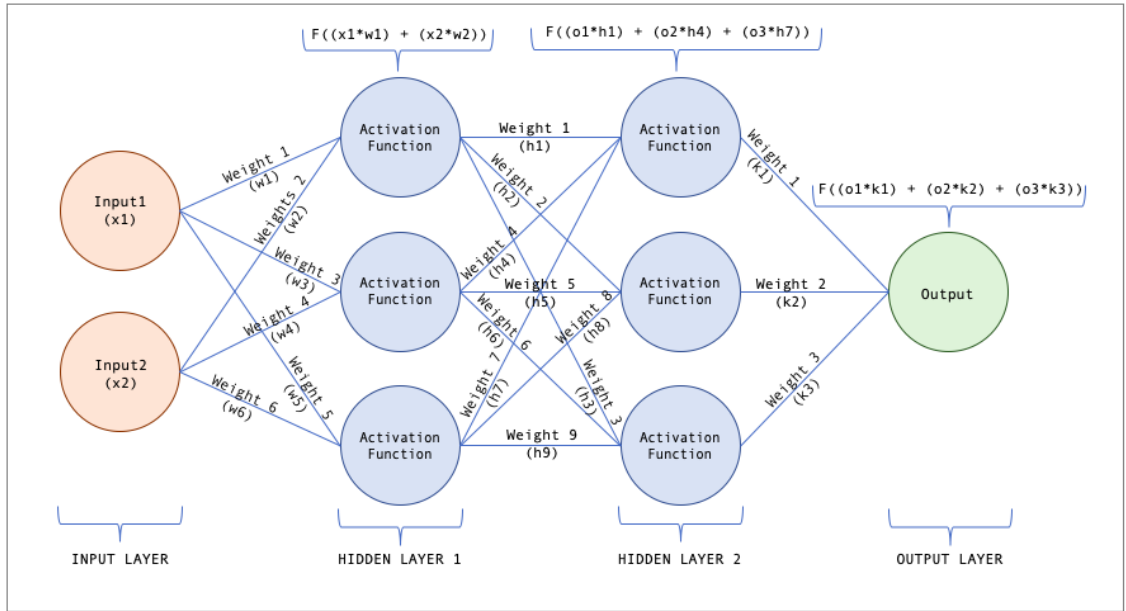 F((x1*w1) + (x2*w2))
F((o1*h1) + (o2*h4) + (o3*h7))
Activation
Function
Weight 1
(h1)
Activation
Function
Weight 1
(w1)
Weights 2
(w2)
Weight 2
(h2)
Weight 1
(k1)
F((o1*k1) + (o2*k2) + (o3*k3))
Input1
(x1)
Weight 3
(w3)
Weight 4
(h4)
Activation
Function
Weight 5
(h5)
Weight 8
(h8)
Activation
Function
Weight 2
(k2)
Output
Weight 4
(w4)
Weight 6
(h6)
Input2
(x2)
Weight 5
(w5)
Weight 6
(w6)
Weight 7
(h7)
Weight 3
(h3)
Weight 3
(k3)
Activation
Function
Weight 9
(h9)
Activation
Function
INPUT LAYER
HIDDEN LAYER 1
HIDDEN LAYER 2
OUTPUT LAYER